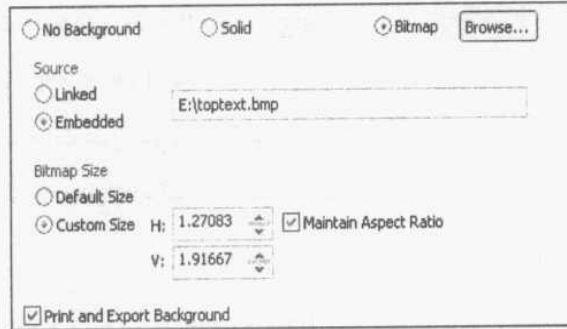 No Background Solid Bitmap Browse...
Source
Linked
E:\toptext.bmp
Embedded
Bitmap Size
Default Size
Custom Size H: 1.27083 Maintain Aspect Ratio
V: 1.91667
Print and Export Background